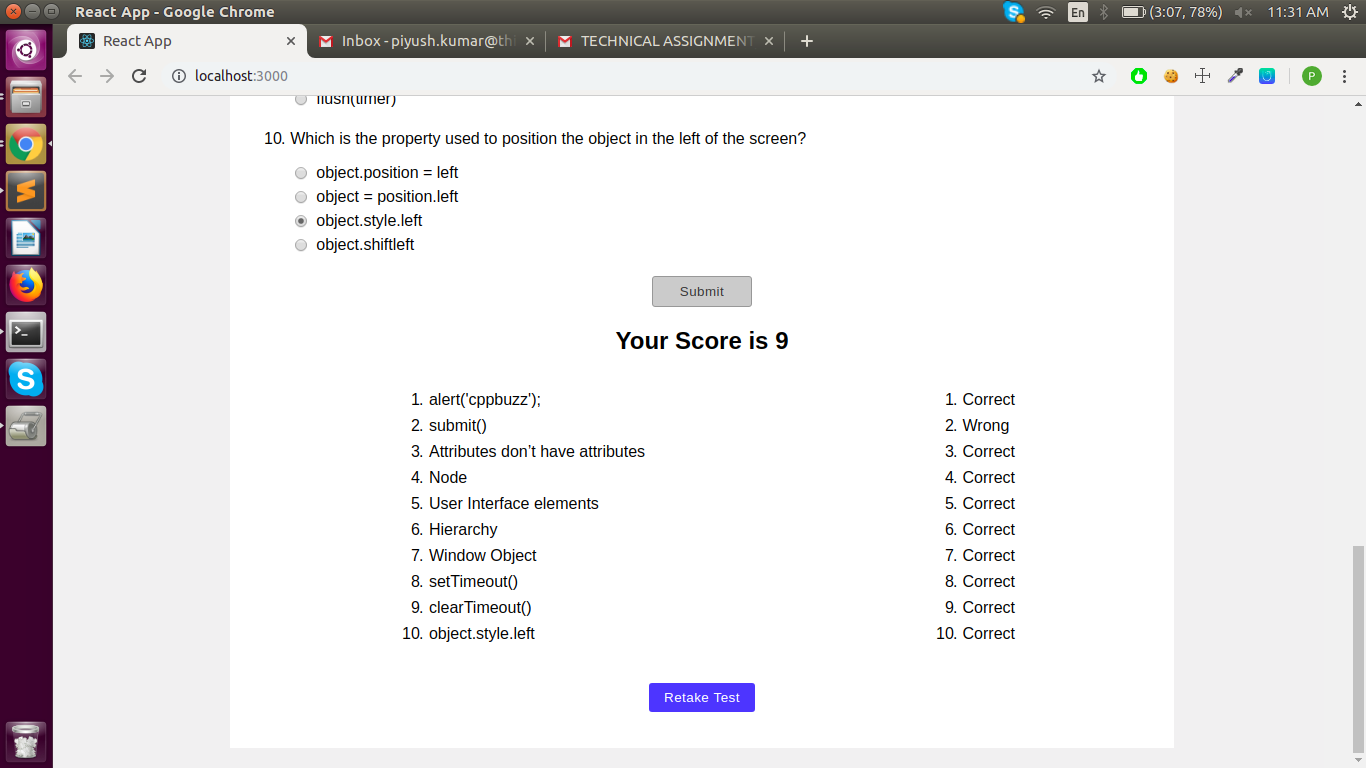 React App - Google Chrome
En
(3:07, 78%)
11:31 AM
React App
Inbox - piyush.kumar@th
TECHNICAL ASSIGNMENT
localhost:3000
P
flush(timer)
10. Which is the property used to position the object in the left of the screen?
object.position = left
object = position.left
object.style.left
object.shiftleft
Submit
Your Score is 9
1. alert('cppbuzz'); 1. Correct
2. submit() 2. Wrong
3. Attributes don’t have attributes 3. Correct
4. Node 4. Correct
5. User Interface elements 5. Correct
6. Hierarchy 6. Correct
7. Window Object 7. Correct
8. setTimeout() 8. Correct
9. clearTimeout() 9. Correct
10. object.style.left 10. Correct
Retake Test